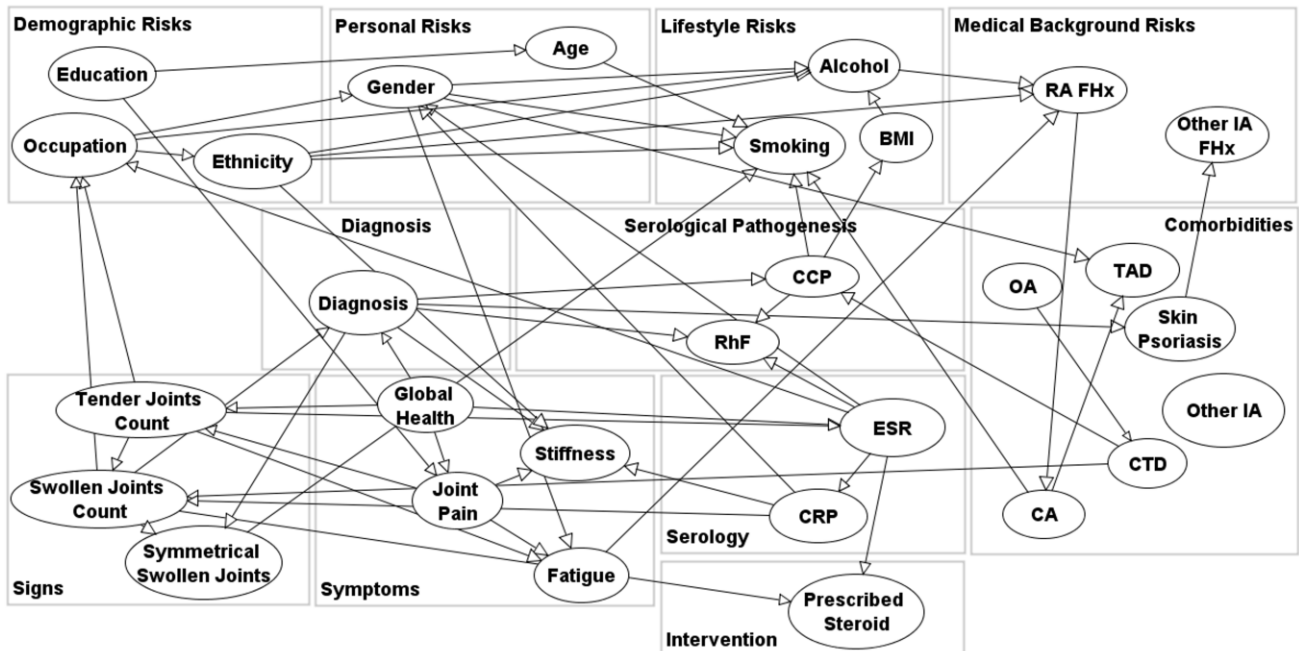 Demographic Risks
Personal Risks
Lifestyle Risks
Medical Background Risks
Education
Age
Gender
Alcohol
RA FHx
Occupation
Ethnicity
Smoking
BMI
Other IA
FHx
Diagnosis
Serological Pathogenesis
Comorbidities
Diagnosis
CCP
OA
TAD
RhF
Skin
Psoriasis
Tender Joints
Count
Global
Health
ESR
Other IA
Stiffness
CTD
Swollen Joints
Count
Joint
Pain
CRP
CA
Serology
Symmetrical
Swollen Joints
Fatigue
Signs
Symptoms
Prescribed
Steroid
Intervention